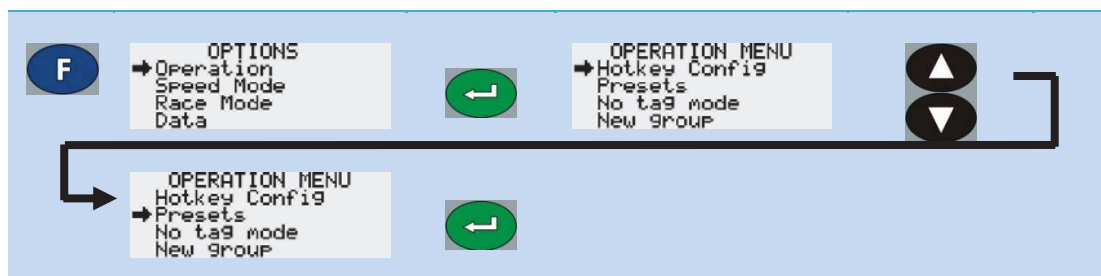 F
OPTIONS
Operation
Speed Mode
Race Mode
Data
OPERATION MENU
Hotkey Config
Presets
No tag mode
New group
OPERATION MENU
Hotkey Config
Presets
No tag mode
New group